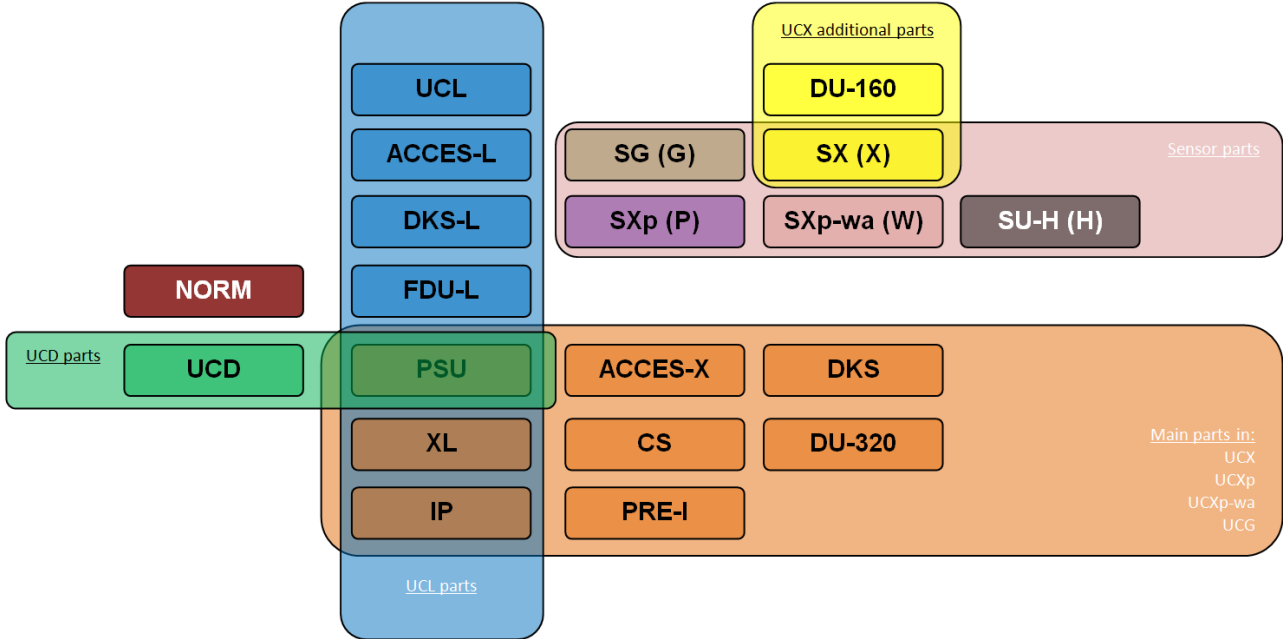 UCX additional parts
UCL
DU-160
ACCES-L
SG (G)
SX (X)
Sensor parts
DKS-L
SXp (P)
SXp-wa (W)
SU-H (H)
NORM
FDU-L
UCD parts
UCD
PSU
ACCES-X
DKS
XL
CS
DU-320
Main parts in:
UCX
UCXp
UCXp-wa
UCG
IP
PRE-I
UCL parts